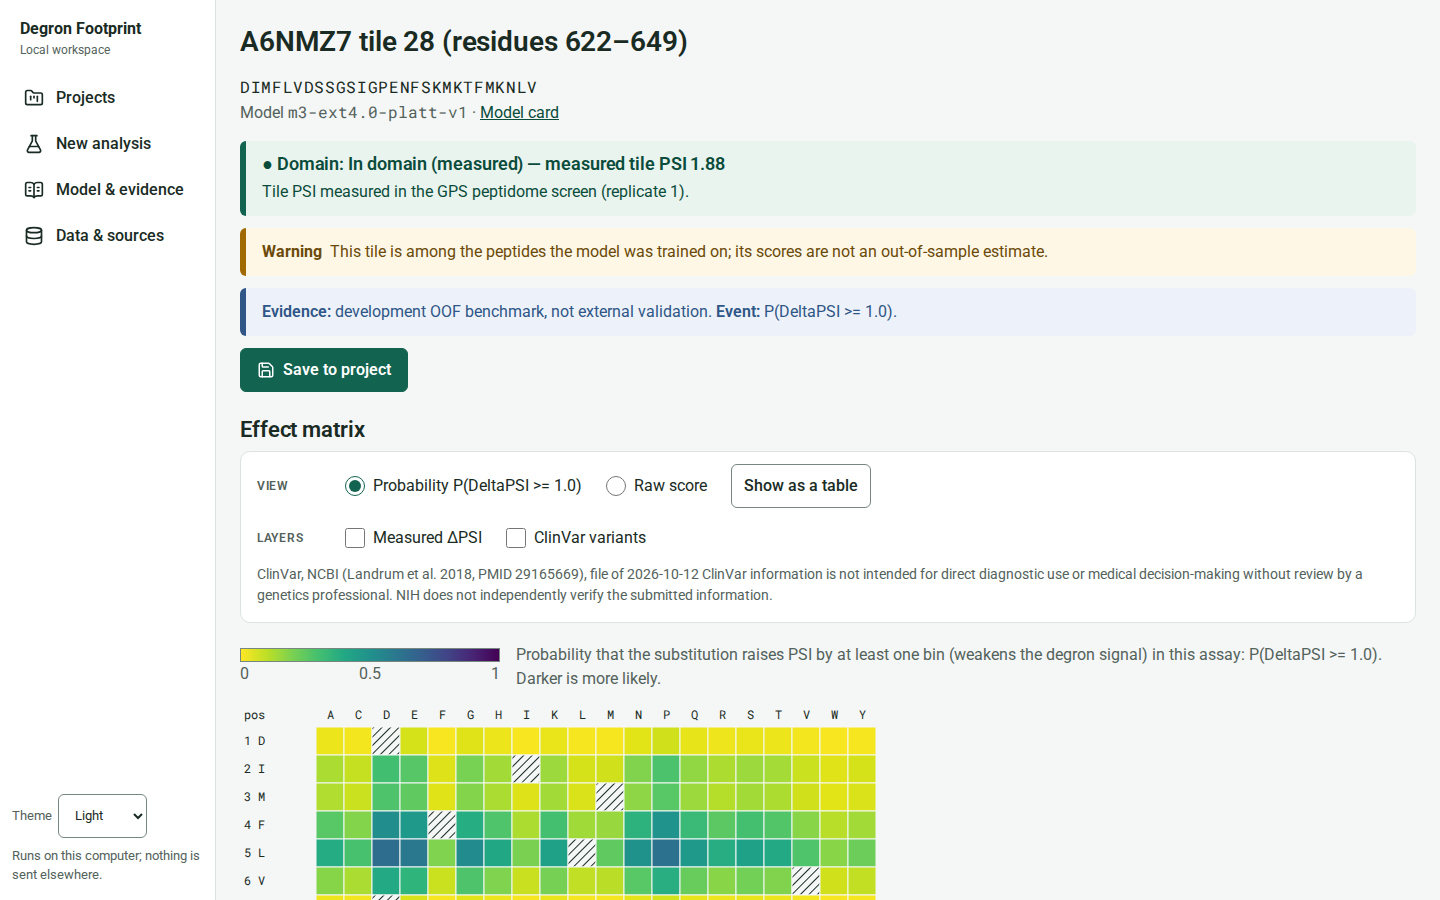 Degron Footprint
Local workspace
Projects
New analysis
Model & evidence
Data & sources
Theme
Light
Runs on this computer; nothing is
sent elsewhere.
A6NMZ7 tile 28 (residues 622–649)
DIMFLVDSSGSIGPENFSKMKTFMKNLV
Model m3-ext4.0-platt-v1 · Model card
● Domain: In domain (measured) — measured tile PSI 1.88
Tile PSI measured in the GPS peptidome screen (replicate 1).
Warning This tile is among the peptides the model was trained on; its scores are not an out-of-sample estimate.
Evidence: development OOF benchmark, not external validation. Event: P(DeltaPSI >= 1.0).
Save to project
Effect matrix
VIEW Probability P(DeltaPSI >= 1.0) Raw score Show as a table
LAYERS Measured ΔPSI ClinVar variants
ClinVar, NCBI (Landrum et al. 2018, PMID 29165669), file of 2026-10-12 ClinVar information is not intended for direct diagnostic use or medical decision-making without review by a
genetics professional. NIH does not independently verify the submitted information.
0 0.5 1
Probability that the substitution raises PSI by at least one bin (weakens the degron signal) in this assay: P(DeltaPSI >= 1.0).
Darker is more likely.
pos A C D E F G H I K L M N P Q R S T V W Y
1 D
2 I
3 M
4 F
5 L
6 V